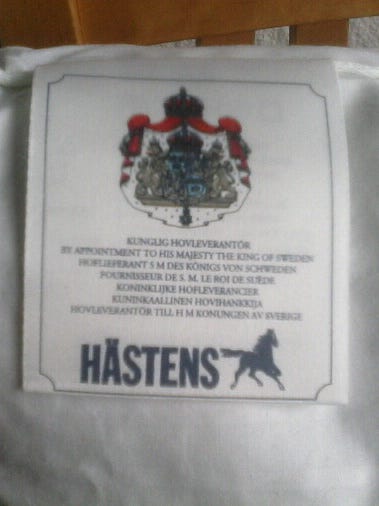 KUNGLIG HOVLEVERANTÖR
BY APPOINTMENT TO HIS MAJESTY THE KING OF SWEDEN
HOFLIEFERANT S M DES KÖNIGS VON SCHWEDEN
FOURNISSEUR DE S. M. LE ROI DE SUÈDE
KONINKLIJKE HOFLEVERANCIER
KUNINKAALLINEN HOVIHANKKIJA
HOVLEVERANTÖR TILL H M KONUNGEN AV SVERIGE
HÄSTENS